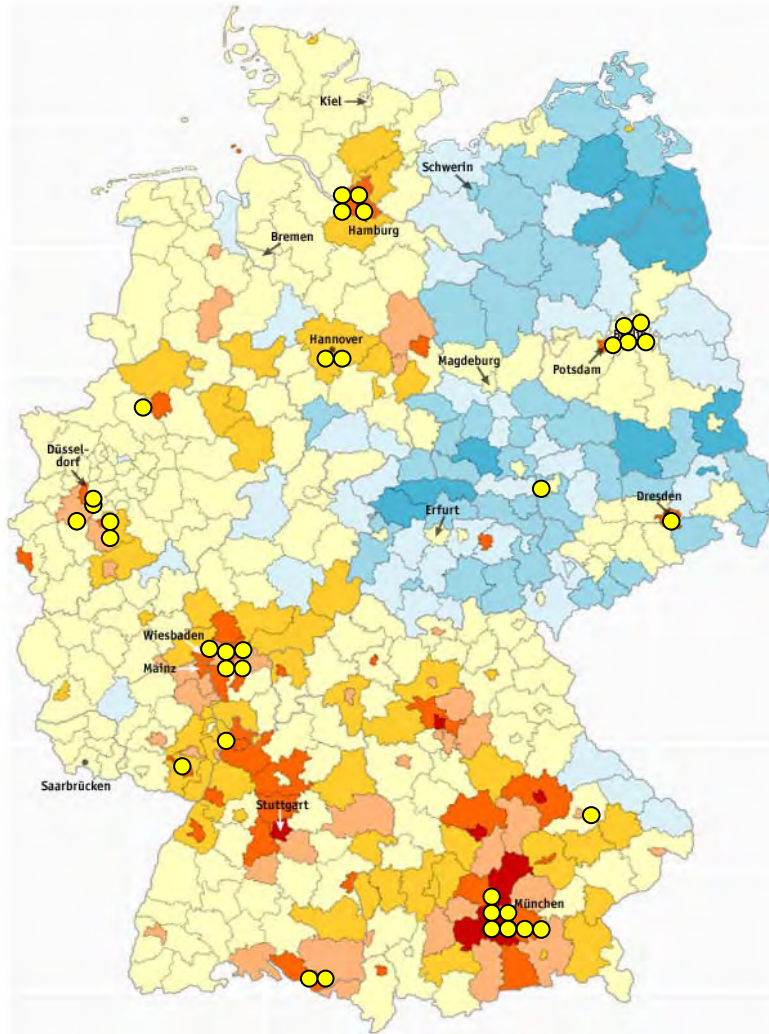 Kiel
Schwerin
Hamburg
Bremen
Hannover
Magdeburg
Potsdam
Düssel-
dorf
Erfurt
Dresden
Wiesbaden
Mainz
Saarbrücken
Stuttgart
München